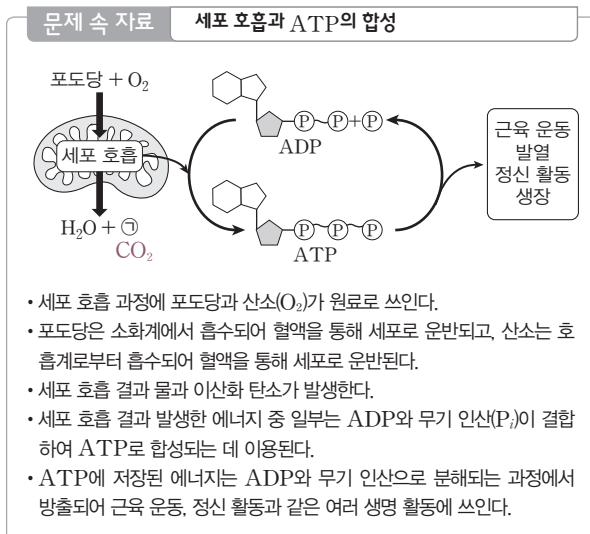 문제 속 자료 세포 호흡과 ATP의 합성
포도당 + O₂
세포 호흡
H₂O + ㉠
CO₂
P P + P
ADP
P P P
ATP
근육 운동
발열
정신 활동
생장
• 세포 호흡 과정에 포도당과 산소(O₂)가 원료로 쓰인다.
• 포도당은 소화계에서 흡수되어 혈액을 통해 세포로 운반되고, 산소는 호
흡계로부터 흡수되어 혈액을 통해 세포로 운반된다.
• 세포 호흡 결과 물과 이산화 탄소가 발생한다.
• 세포 호흡 결과 발생한 에너지 중 일부는 ADP와 무기 인산(Pᵢ)이 결합
하여 ATP로 합성되는 데 이용된다.
• ATP에 저장된 에너지는 ADP와 무기 인산으로 분해되는 과정에서
방출되어 근육 운동, 정신 활동과 같은 여러 생명 활동에 쓰인다.